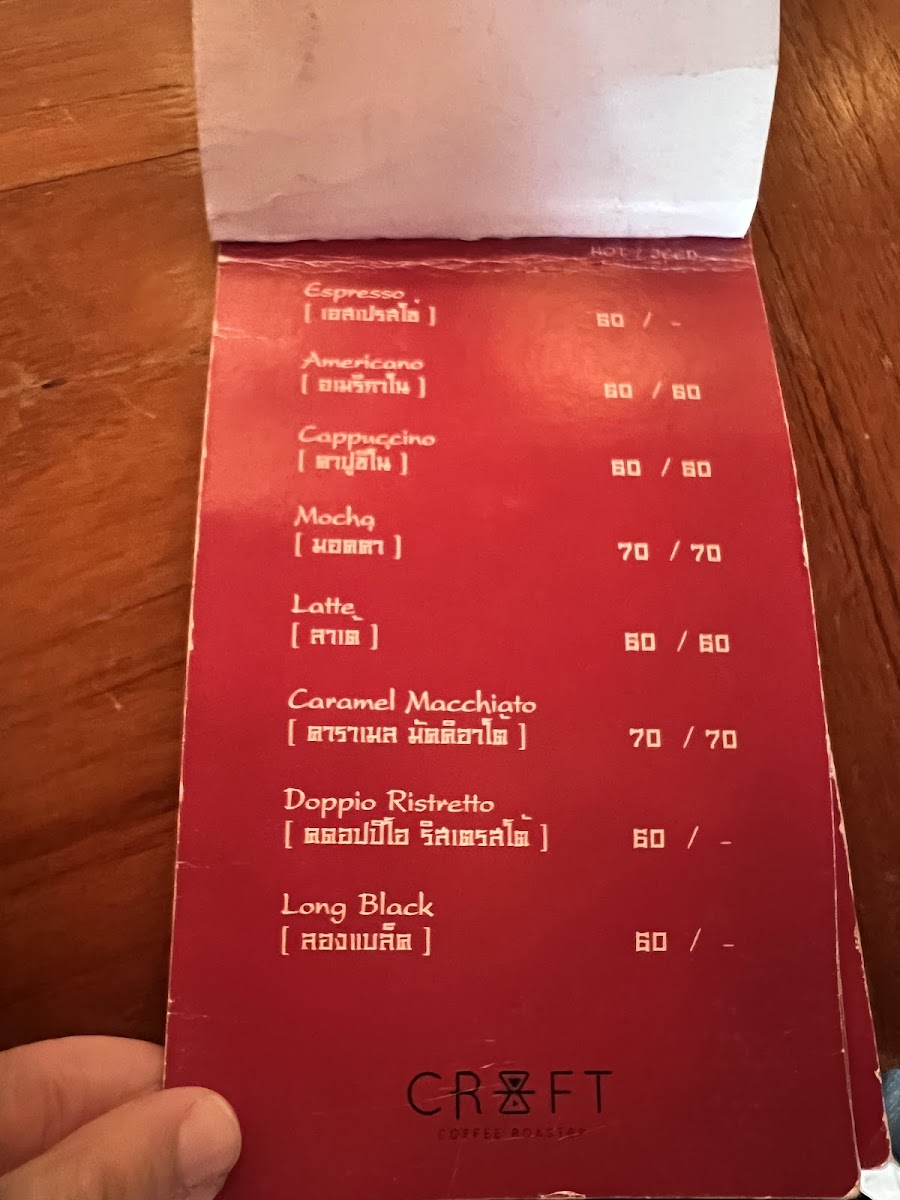 HOT / ICED
Espresso
[ เอสเปรสโซ่ ] 60 / -
Americano
[ อเมริกาโน ] 60 / 60
Cappuccino
[ คาปูชิโน ] 60 / 60
Mocha
[ มอคคา ] 70 / 70
Latte
[ ลาเต้ ] 60 / 60
Caramel Macchiato
[ คาราเมล มัคคิอาโต้ ] 70 / 70
Doppio Ristretto
[ ดดอปปิโอ ริสเตรสโต้ ] 60 / -
Long Black
[ ลองแบล็ค ] 60 / -
CRAFT
COFFEE ROASTER